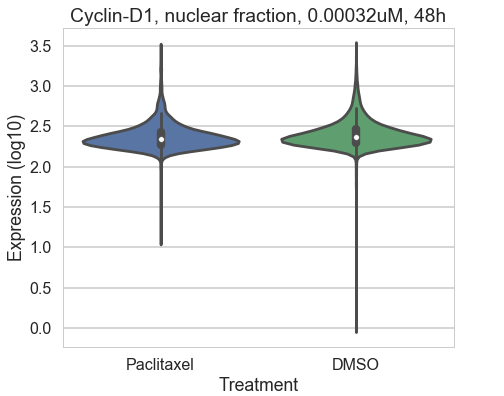 Cyclin-D1, nuclear fraction, 0.00032uM, 48h
Expression (log10)
3.5
3.0
2.5
2.0
1.5
1.0
0.5
0.0
Paclitaxel DMSO
Treatment